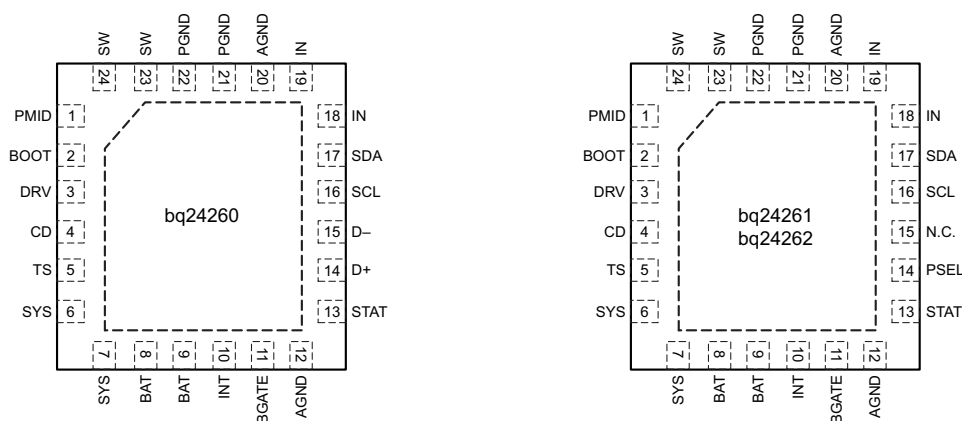 SW SW PGND PGND AGND IN
24 23 22 21 20 19
PMID 1
BOOT 2
DRV 3
CD 4
TS 5
SYS 6
bq24260
18 IN
17 SDA
16 SCL
15 D–
14 D+
13 STAT
7 8 9 10 11 12
SYS BAT BAT INT BGATE AGND
SW SW PGND PGND AGND IN
24 23 22 21 20 19
PMID 1
BOOT 2
DRV 3
CD 4
TS 5
SYS 6
bq24261
bq24262
18 IN
17 SDA
16 SCL
15 N.C.
14 PSEL
13 STAT
7 8 9 10 11 12
SYS BAT BAT INT BGATE AGND